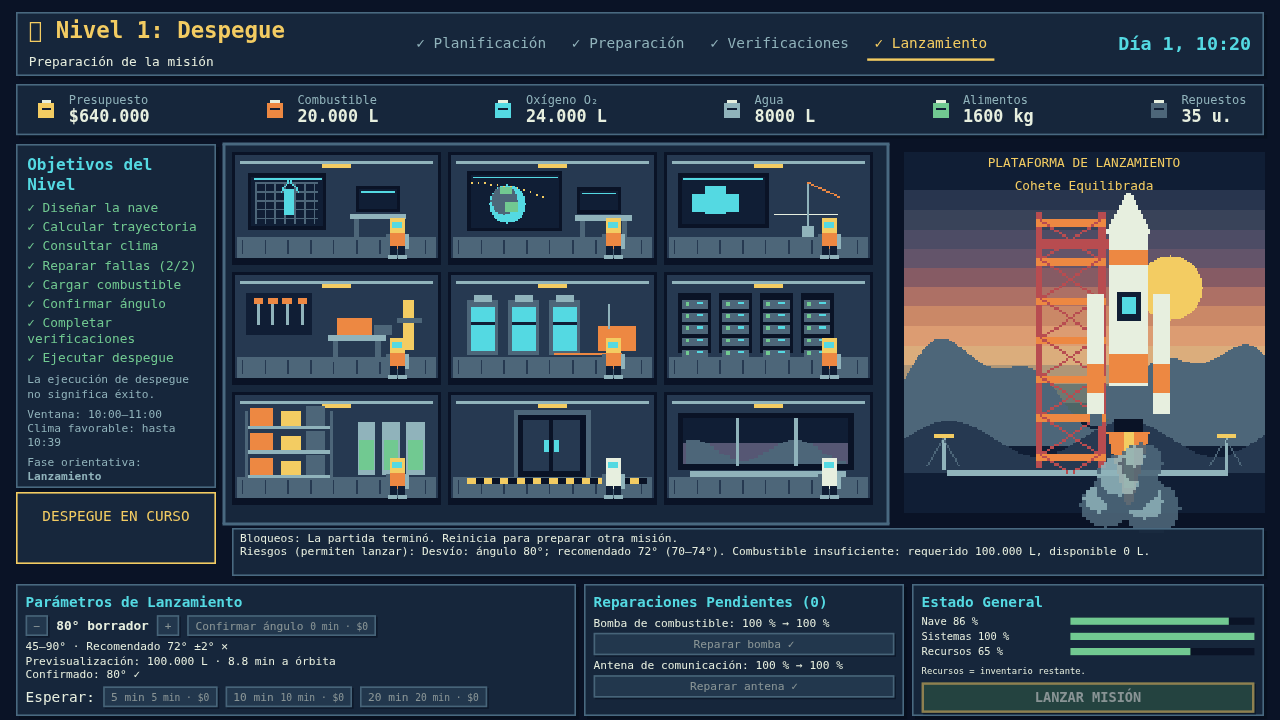 Nivel 1: Despegue
Preparación de la misión
✓ Planificación ✓ Preparación ✓ Verificaciones ✓ Lanzamiento
Día 1, 10:20
Presupuesto
$640.000
Combustible
20.000 L
Oxígeno O₂
24.000 L
Agua
8000 L
Alimentos
1600 kg
Repuestos
35 u.
Objetivos del
Nivel
✓ Diseñar la nave
✓ Calcular trayectoria
✓ Consultar clima
✓ Reparar fallas (2/2)
✓ Cargar combustible
✓ Confirmar ángulo
✓ Completar
verificaciones
✓ Ejecutar despegue
La ejecución de despegue
no significa éxito.
Ventana: 10:00–11:00
Clima favorable: hasta
10:39
Fase orientativa:
Lanzamiento
DESPEGUE EN CURSO
PLATAFORMA DE LANZAMIENTO
Cohete Equilibrada
Bloqueos: La partida terminó. Reinicia para preparar otra misión.
Riesgos (permiten lanzar): Desvío: ángulo 80°; recomendado 72° (70–74°). Combustible insuficiente: requerido 100.000 L, disponible 0 L.
Parámetros de Lanzamiento
− 80° borrador + Confirmar ángulo 0 min · $0
45–90° · Recomendado 72° ±2° ×
Previsualización: 100.000 L · 8.8 min a órbita
Confirmado: 80° ✓
Esperar: 5 min 5 min · $0 10 min 10 min · $0 20 min 20 min · $0
Reparaciones Pendientes (0)
Bomba de combustible: 100 % → 100 %
Reparar bomba ✓
Antena de comunicación: 100 % → 100 %
Reparar antena ✓
Estado General
Nave 86 %
Sistemas 100 %
Recursos 65 %
Recursos = inventario restante.
LANZAR MISIÓN